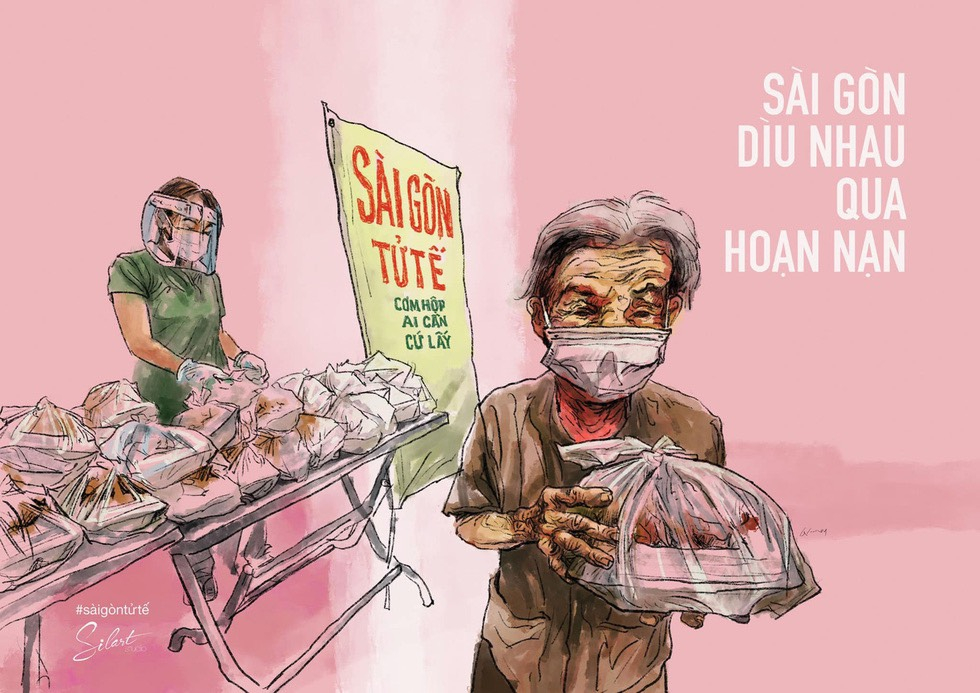 SÀI GÒN
DÌU NHAU
QUA
HOẠN NẠN
SÀI GÒN
TỬ TẾ
CƠM HỘP
AI CẦN
CỨ LẤY
#sàigòntửtế
Silart
studio